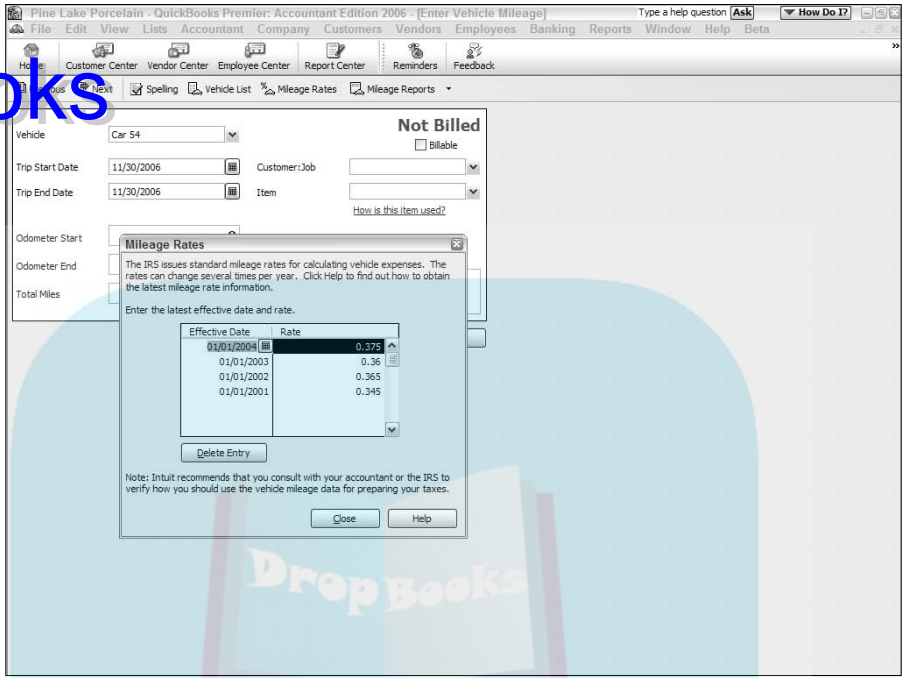 Pine Lake Porcelain - QuickBooks Premier: Accountant Edition 2006 - [Enter Vehicle Mileage]
Type a help question Ask How Do I?
File Edit View Lists Accountant Company Customers Vendors Employees Banking Reports Window Help Beta
Customer Center Vendor Center Employee Center Report Center Reminders Feedback
oks
Next Spelling Vehicle List Mileage Rates Mileage Reports
Not Billed
Vehicle Car 54
Billable
Trip Start Date 11/30/2006 Customer:Job
Trip End Date 11/30/2006 Item
How is this item used?
Odometer Start
Odometer End
Total Miles
Mileage Rates
The IRS issues standard mileage rates for calculating vehicle expenses. The
rates can change several times per year. Click Help to find out how to obtain
the latest mileage rate information.
Enter the latest effective date and rate.
Effective Date Rate
01/01/2004 0.375
01/01/2003 0.36
01/01/2002 0.365
01/01/2001 0.345
Delete Entry
Note: Intuit recommends that you consult with your accountant or the IRS to
verify how you should use the vehicle mileage data for preparing your taxes.
Close Help
DropBooks